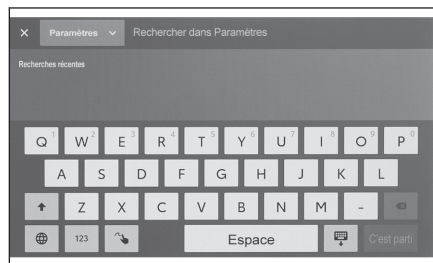 × Paramètres Rechercher dans Paramètres
Recherches récentes
Q 1 W 2 E 3 R 4 T 5 Y 6 U 7 I 8 O 9 P 0
A S D F G H J K L
Z X C V B N M -
123 Espace C'est parti